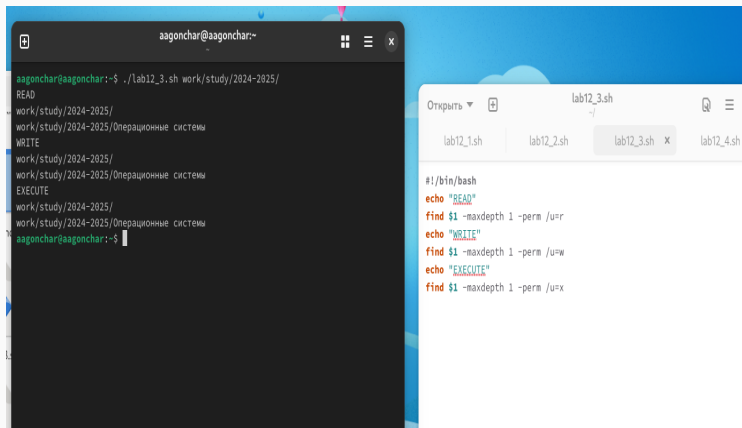 aagonchar@aagonchar:~
~
aagonchar@aagonchar:~$ ./lab12_3.sh work/study/2024-2025/
READ
work/study/2024-2025/
work/study/2024-2025/Операционные системы
WRITE
work/study/2024-2025/
work/study/2024-2025/Операционные системы
EXECUTE
work/study/2024-2025/
work/study/2024-2025/Операционные системы
aagonchar@aagonchar:~$
Открыть
lab12_3.sh
~/
lab12_1.sh lab12_2.sh lab12_3.sh × lab12_4.sh
#!/bin/bash
echo "READ"
find $1 -maxdepth 1 -perm /u=r
echo "WRITE"
find $1 -maxdepth 1 -perm /u=w
echo "EXECUTE"
find $1 -maxdepth 1 -perm /u=x